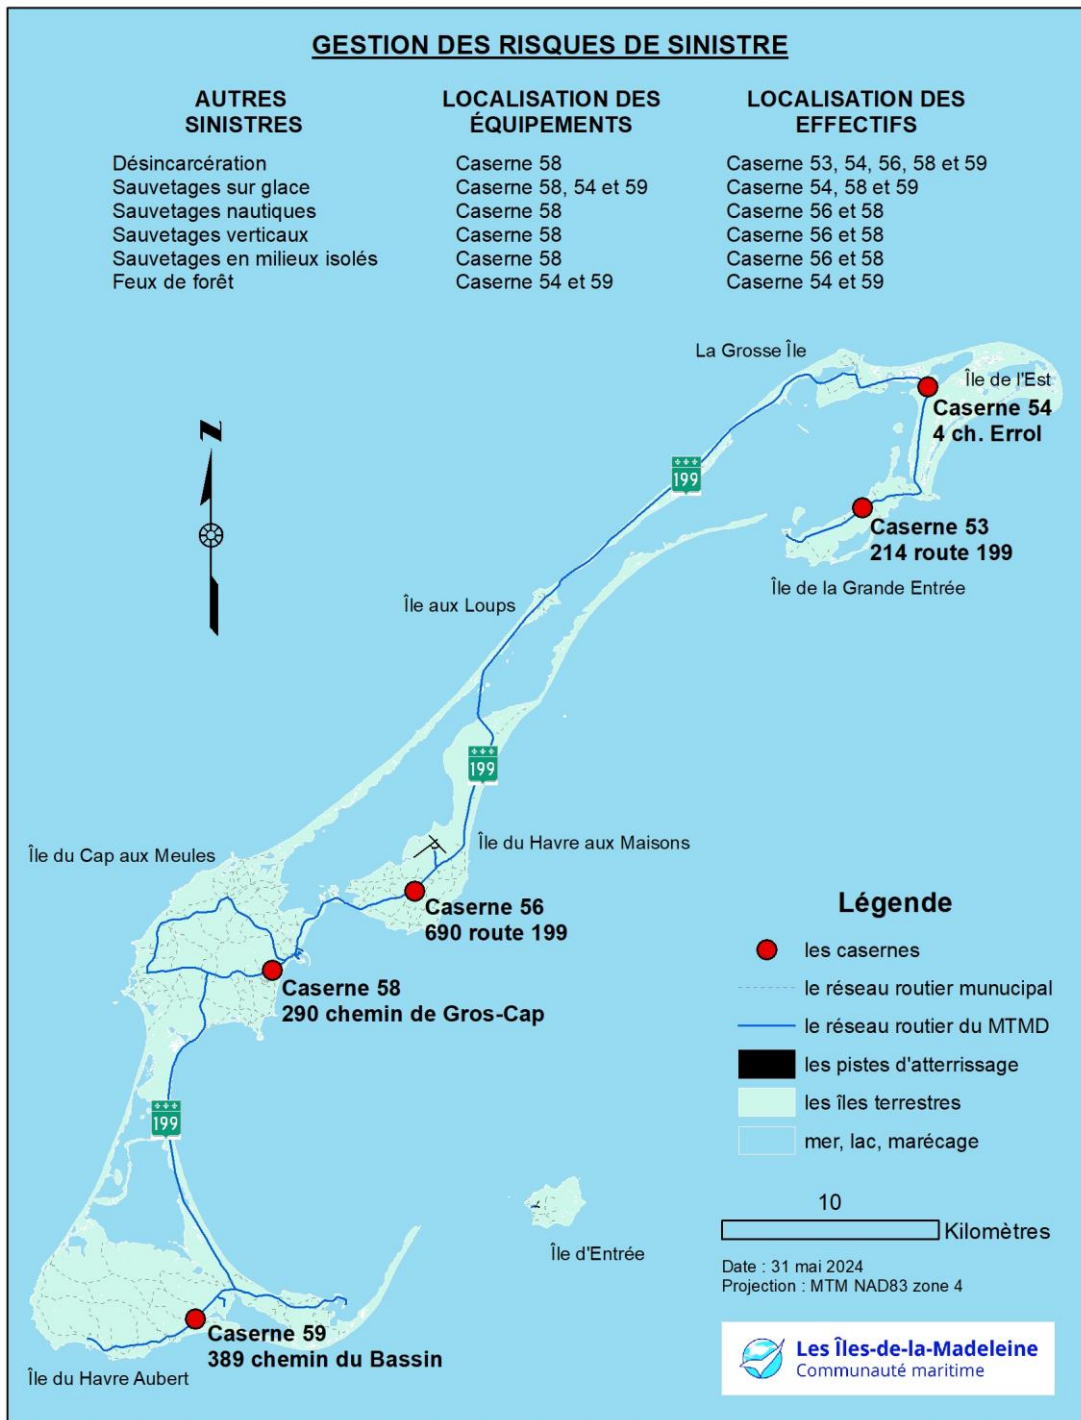 GESTION DES RISQUES DE SINISTRE
AUTRES SINISTRES
LOCALISATION DES ÉQUIPEMENTS
LOCALISATION DES EFFECTIFS
Désincarcération Caserne 58 Caserne 53, 54, 56, 58 et 59
Sauvetages sur glace Caserne 58, 54 et 59 Caserne 54, 58 et 59
Sauvetages nautiques Caserne 58 Caserne 56 et 58
Sauvetages verticaux Caserne 58 Caserne 56 et 58
Sauvetages en milieux isolés Caserne 58 Caserne 56 et 58
Feux de forêt Caserne 54 et 59 Caserne 54 et 59
La Grosse Île
Île de l'Est
Caserne 54
4 ch. Errol
N
199
Caserne 53
214 route 199
Île de la Grande Entrée
Île aux Loups
199
Île du Havre aux Maisons
Île du Cap aux Meules
Caserne 56
690 route 199
Caserne 58
290 chemin de Gros-Cap
199
Île d'Entrée
Caserne 59
389 chemin du Bassin
Île du Havre Aubert
Légende
les casernes
le réseau routier munucipal
le réseau routier du MTMD
les pistes d'atterrissage
les îles terrestres
mer, lac, marécage
10
Kilomètres
Date : 31 mai 2024
Projection : MTM NAD83 zone 4
Les Îles-de-la-Madeleine
Communauté maritime